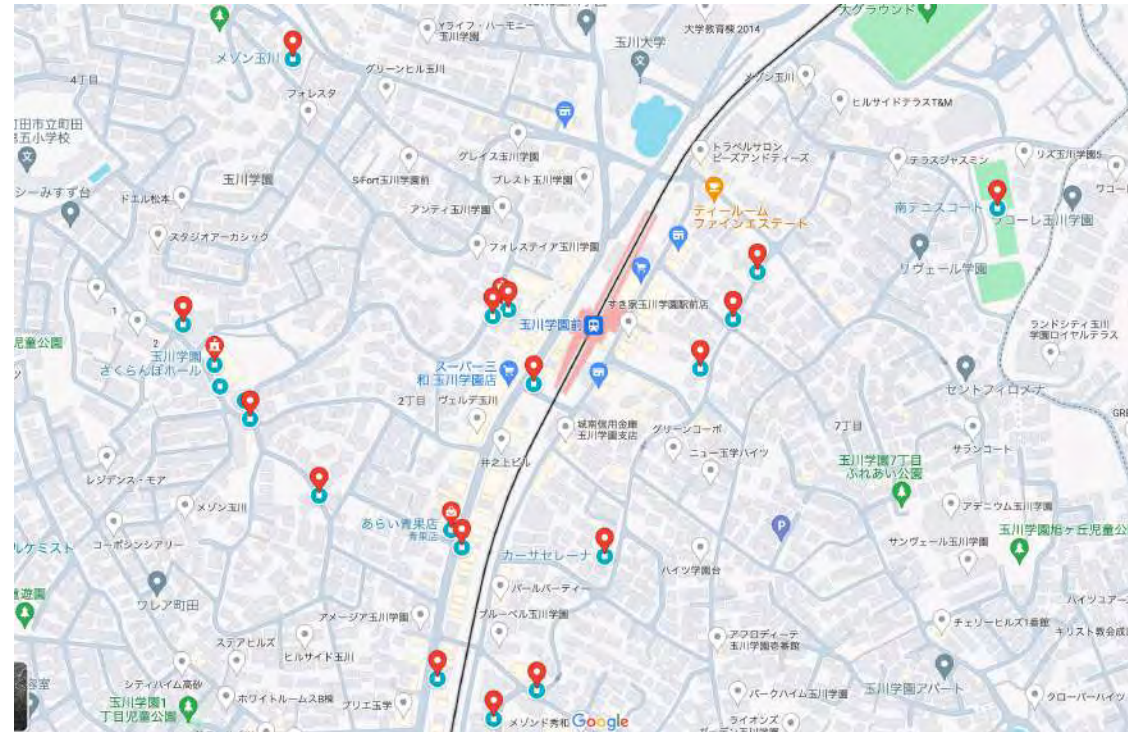 Yライフ・ハーモニー
玉川学園
大学教育棟 2014
大グラウンド
玉川大学
メゾン玉川
グリーンヒル玉川
4丁目
フォレスタ
メゾン玉川
ヒルサイドテラスT&M
町田市立町田
第五小学校
グレイス玉川学園
トラベルサロン
ビーズアンドティーズ
テラスジャスミン
リズ玉川学園5
玉川学園
S-Fort玉川学園前
プレスト玉川学園
シーみすず台
ドエル松本
アンティ玉川学園
ティールーム
ファインエステート
南テニスコート
ラコーレ玉川学園
スタジオアーカシック
フォレステイア玉川学園
リヴェール学園
すき家玉川学園駅前店
1
2
児童公園
玉川学園前
ランドシティ玉川
学園ロイヤルテラス
玉川学園
さくらんぼホール
スーパー三
和 玉川学園店
セントフィロメナ
2丁目
ヴェルデ玉川
城南信用金庫
玉川学園支店
グリーンコーポ
7丁目
GRE
井之上ビル
ニュー玉学ハイツ
サランコート
玉川学園7丁目
ふれあい公園
レジデンス・モア
メゾン玉川
アデニウム玉川学園
あらい青果店
青果店
玉川学園旭ヶ丘児童公
ルケミスト
コーポシンシアリー
カーサセレーナ
サンヴェール玉川学園
ハイツ学園台
童遊園
ワレア町田
パールバーティー
ハイツユアー
アメージア玉川学園
ブルーベル玉川学園
チェリーヒルズ1番館
キリスト教会成
ステアヒルズ
ヒルサイド玉川
アフロディーテ
玉川学園壱番館
容室
シティハイム高砂
ホワイトルームスB棟
プリエ玉学
パークハイム玉川学園
玉川学園アパート
クローバーハイツ
玉川学園1
丁目児童公園
メゾンド秀和
Google
ライオンズ
ガーデン玉川学園